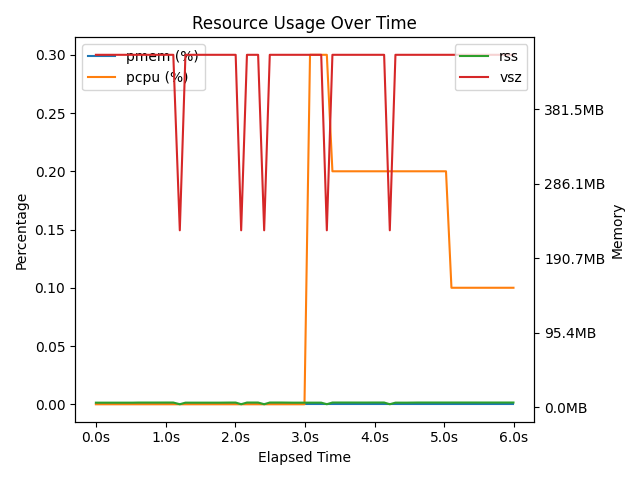 Resource Usage Over Time
pmem (%)
pcpu (%)
rss
vsz
0.30
0.25
0.20
0.15
0.10
0.05
0.00
Percentage
381.5MB
286.1MB
190.7MB
95.4MB
0.0MB
Memory
0.0s 1.0s 2.0s 3.0s 4.0s 5.0s 6.0s
Elapsed Time